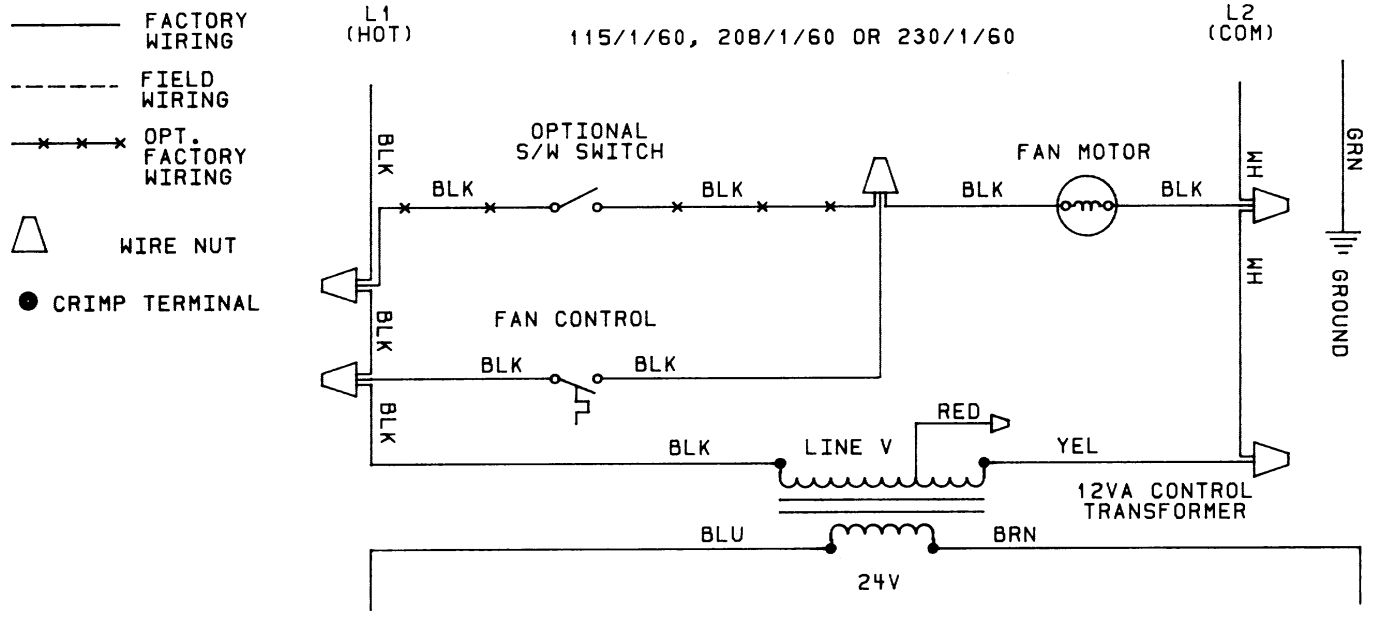 FACTORY
WIRING
FIELD
WIRING
OPT.
FACTORY
WIRING
WIRE NUT
CRIMP TERMINAL
L1
(HOT)
115/1/60, 208/1/60 OR 230/1/60
L2
(COM)
BLK
OPTIONAL
S/W SWITCH
FAN MOTOR
WH
GRN
BLK
BLK
BLK
BLK
WH
GROUND
BLK
FAN CONTROL
BLK
BLK
BLK
RED
BLK
LINE V
YEL
12VA CONTROL
TRANSFORMER
BLU
BRN
24V